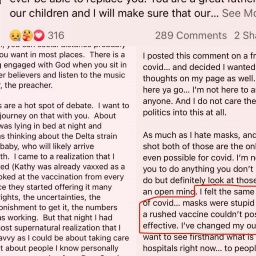 ever be able to replace you. You are a great father
our children and I will make sure that our... See Mo
316
289 Comments 2 Sha
you want in most places. There is a
g engaged with God when you sit in
er believers and listen to the music
, the preacher.
s are a hot spot of debate. I want to
journey on that with you. About
was lying in bed at night and
as thinking about the Delta strain
baby, who will likely arrive
th. I came to a realization that I
ed (Kathy was already vaxxed as a
oked at the vaccination from every
ce they started offering it many
rights, the uncertainties, the
onishment to get it, the numbers
as working. But that night I had
ost supernatural realization that I
avvy as I could be about taking care
t about people I know personally
I posted this comment on a fr
covid... and decided I wanted
thoughts on my page as well.
here ya go... I'm not here to a
anyone. And I do not care the
politics into this at all.
As much as I hate masks, and
shot both of those are the onl
even possible for covid. I'm n
you to do anything you don't
do but definitely look at those
an open mind. I felt the same
of covid... masks were stupid
a rushed vaccine couldn't pos
effective. I've changed my ou
want to see firsthand what is
hospitals right now... to peopl